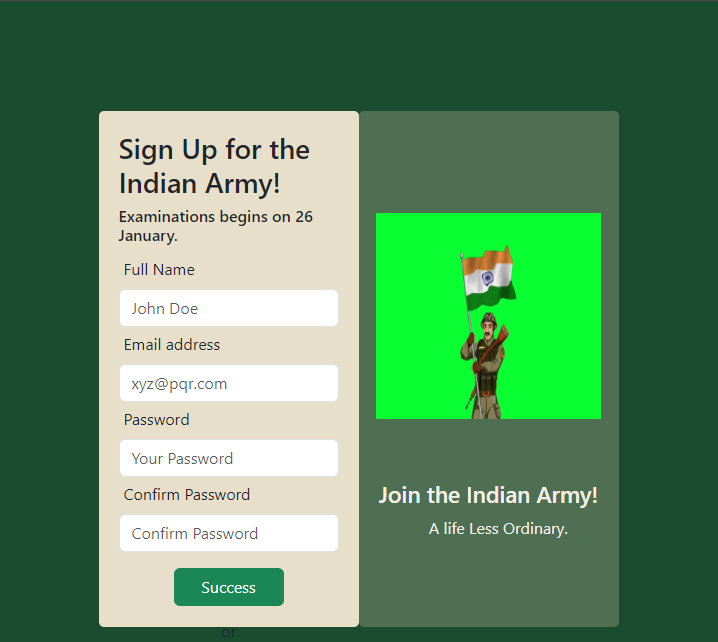 Sign Up for the
Indian Army!
Examinations begins on 26
January.
Full Name
John Doe
Email address
xyz@pqr.com
Password
Your Password
Confirm Password
Confirm Password
Success
or
Join the Indian Army!
A life Less Ordinary.